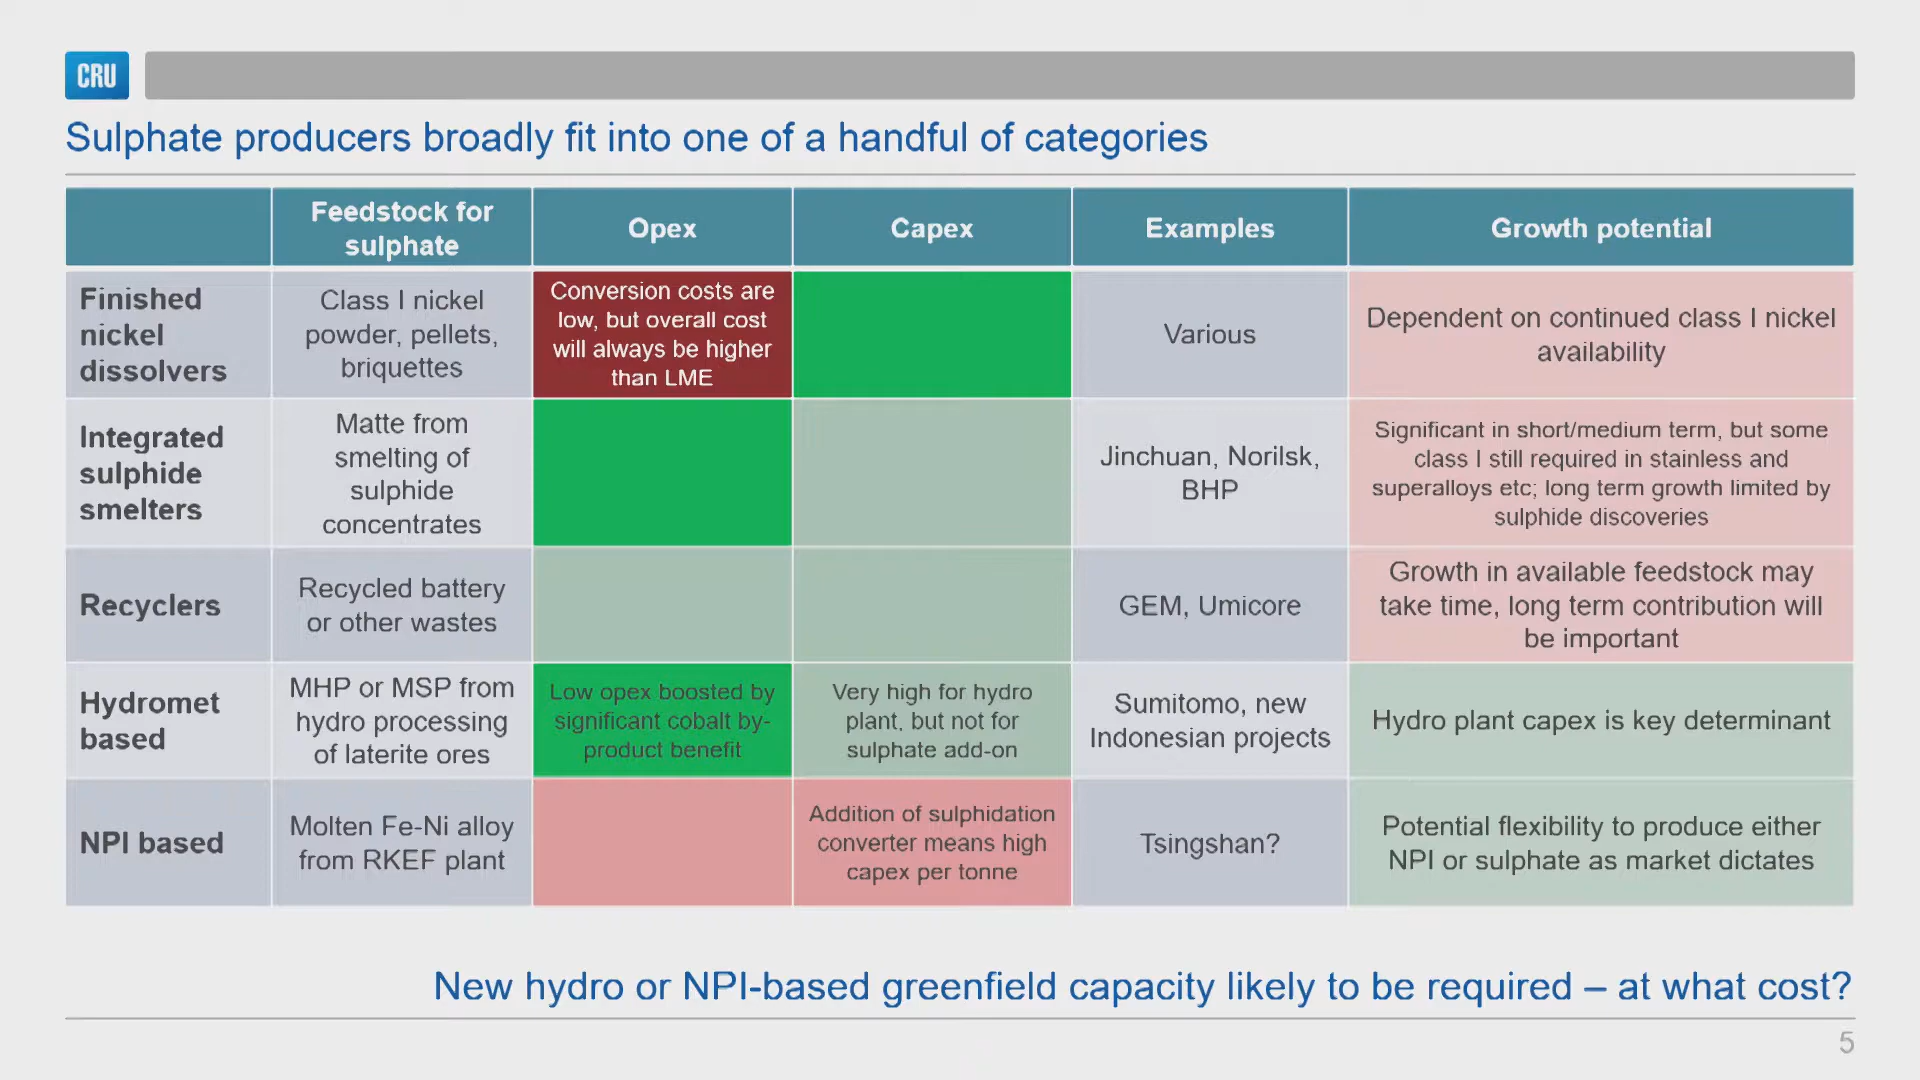 CRU
Sulphate producers broadly fit into one of a handful of categories
Feedstock for
sulphate
Opex
Capex
Examples
Growth potential
Finished
nickel
dissolvers
Class I nickel
powder, pellets,
briquettes
Conversion costs are
low, but overall cost
will always be higher
than LME
Various
Dependent on continued class I nickel
availability
Integrated
sulphide
smelters
Matte from
smelting of
sulphide
concentrates
Jinchuan, Norilsk,
BHP
Significant in short/medium term, but some
class I still required in stainless and
superalloys etc; long term growth limited by
sulphide discoveries
Recyclers
Recycled battery
or other wastes
GEM, Umicore
Growth in available feedstock may
take time, long term contribution will
be important
Hydromet
based
MHP or MSP from
hydro processing
of laterite ores
Low opex boosted by
significant cobalt by-
product benefit
Very high for hydro
plant, but not for
sulphate add-on
Sumitomo, new
Indonesian projects
Hydro plant capex is key determinant
NPI based
Molten Fe-Ni alloy
from RKEF plant
Addition of sulphidation
converter means high
capex per tonne
Tsingshan?
Potential flexibility to produce either
NPI or sulphate as market dictates
New hydro or NPI-based greenfield capacity likely to be required – at what cost?
5